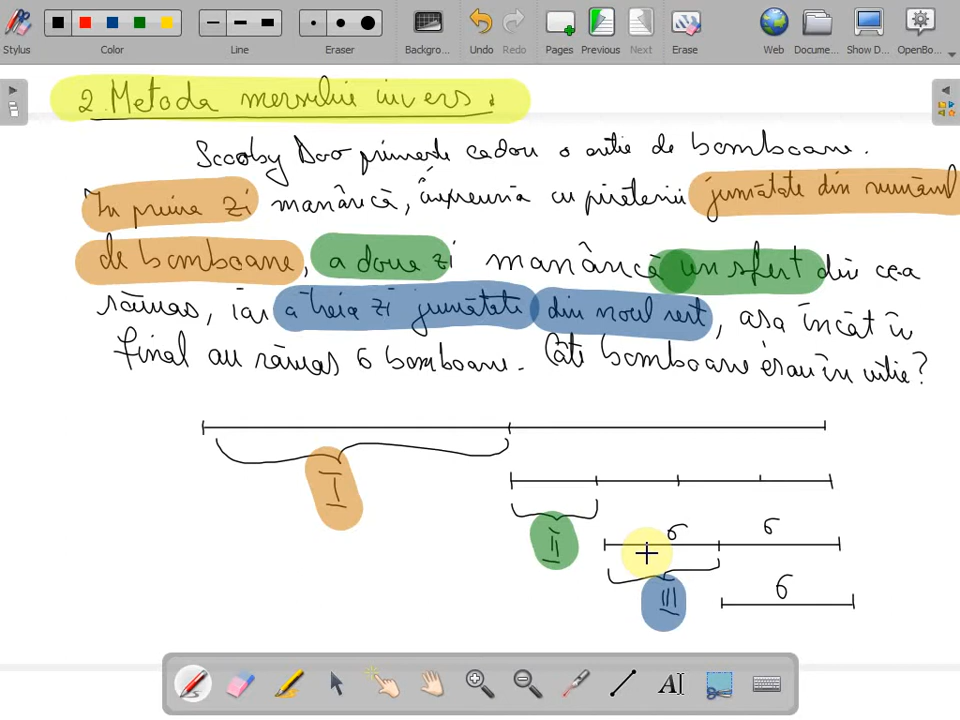 Stylus Color Line Eraser Backgro... Undo Redo Pages Previous Next Erase Web Docume... Show D... OpenBo...
2. Metoda mersului invers.
Scooby Doo primește cadou o cutie de bomboane.
În prima zi mănâncă, împreună cu prietenii jumătate din numărul
de bomboane, a doua zi mănâncă un sfert din cea
rămas, iar a treia zi jumătate din noul rest, așa încât în
final au rămas 6 bomboane. Câte bomboane erau în cutie?
I
II
6 6
III
6